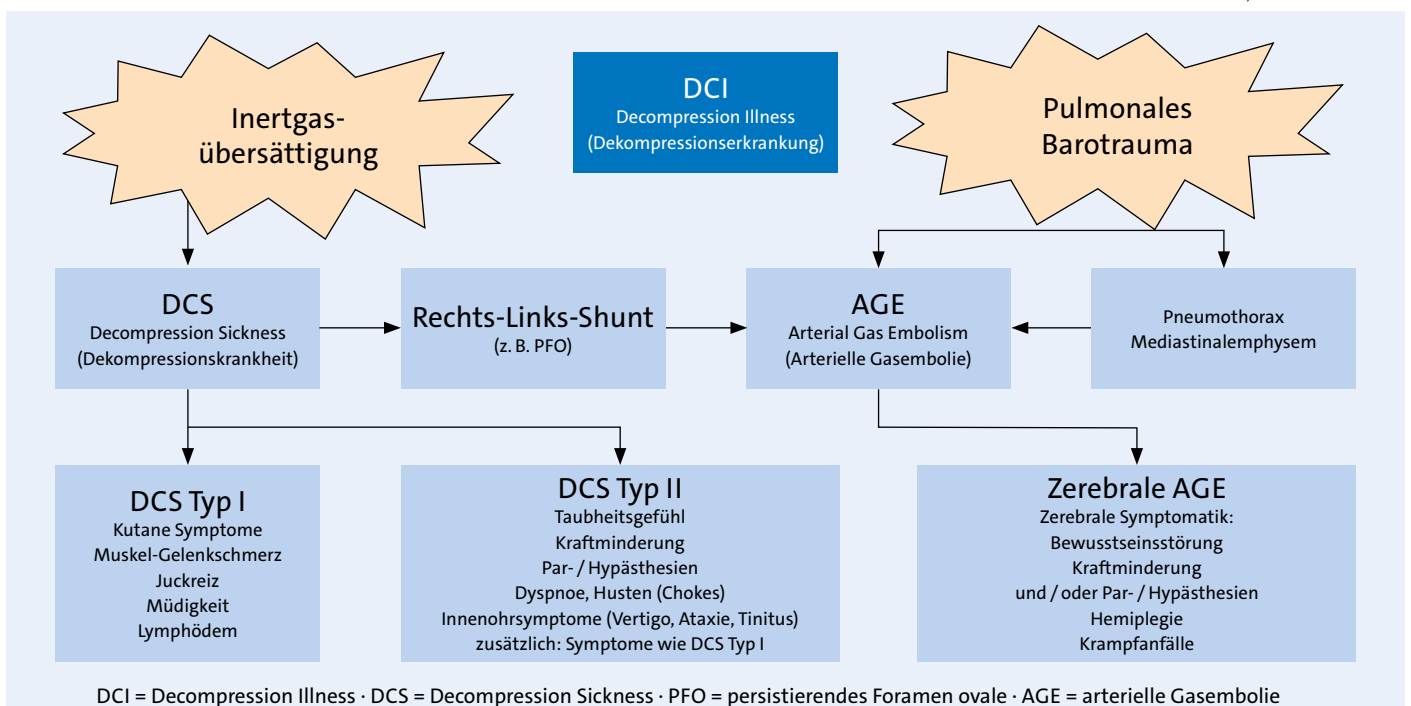 Inertgas-
übersättigung
DCI
Decompression Illness
(Dekompressionserkrankung)
Pulmonales
Barotrauma
DCS
Decompression Sickness
(Dekompressionskrankheit)
Rechts-Links-Shunt
(z. B. PFO)
AGE
Arterial Gas Embolism
(Arterielle Gasembolie)
Pneumothorax
Mediastinalemphysem
DCS Typ I
Kutane Symptome
Muskel-Gelenkschmerz
Juckreiz
Müdigkeit
Lymphödem
DCS Typ II
Taubheitsgefühl
Kraftminderung
Par- / Hypästhesien
Dyspnoe, Husten (Chokes)
Innenohrsymptome (Vertigo, Ataxie, Tinitus)
zusätzlich: Symptome wie DCS Typ I
Zerebrale AGE
Zerebrale Symptomatik:
Bewusstseinsstörung
Kraftminderung
und / oder Par- / Hypästhesien
Hemiplegie
Krampfanfälle
DCI = Decompression Illness · DCS = Decompression Sickness · PFO = persistierendes Foramen ovale · AGE = arterielle Gasembolie